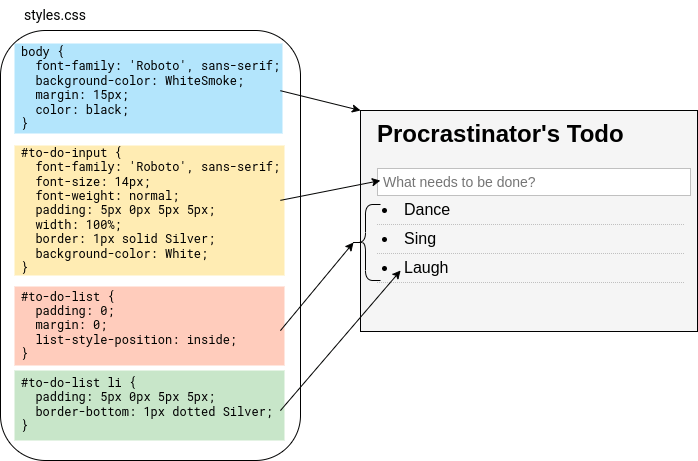 styles.css
body {
  font-family: 'Roboto', sans-serif;
  background-color: WhiteSmoke;
  margin: 15px;
  color: black;
}
#to-do-input {
  font-family: 'Roboto', sans-serif;
  font-size: 14px;
  font-weight: normal;
  padding: 5px 0px 5px 5px;
  width: 100%;
  border: 1px solid Silver;
  background-color: White;
}
#to-do-list {
  padding: 0;
  margin: 0;
  list-style-position: inside;
}
#to-do-list li {
  padding: 5px 0px 5px 5px;
  border-bottom: 1px dotted Silver;
}
Procrastinator's Todo
What needs to be done?
• Dance
• Sing
• Laugh